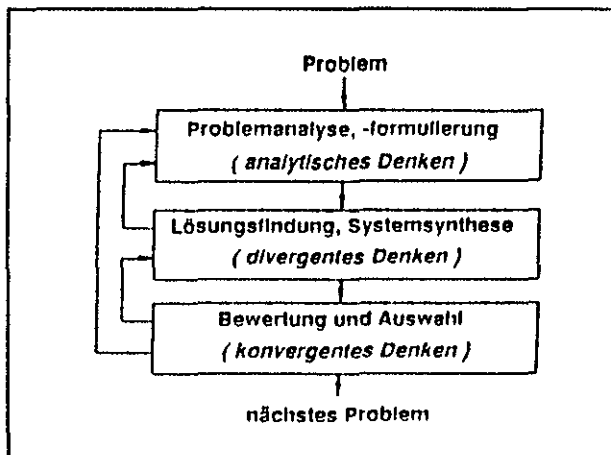 Problem
Problemanalyse, -formulierung
( analytisches Denken )
Lösungsfindung, Systemsynthese
( divergentes Denken )
Bewertung und Auswahl
( konvergentes Denken )
nächstes Problem